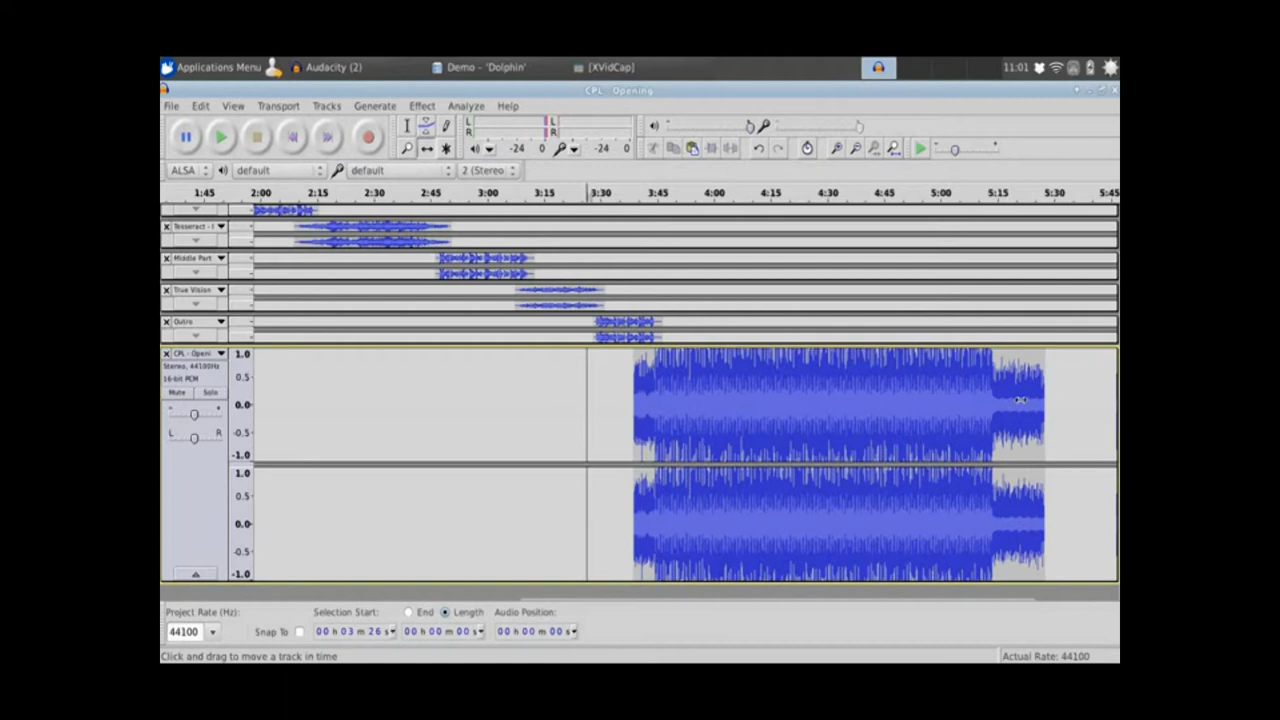 Applications Menu Audacity (2) Demo - 'Dolphin' [XVidCap] 11:01
CPL - Opening
File Edit View Transport Tracks Generate Effect Analyze Help
L R -24 0 L R -24 0
ALSA default default 2 (Stereo
1:45 2:00 2:15 2:30 2:45 3:00 3:15 3:30 3:45 4:00 4:15 4:30 4:45 5:00 5:15 5:30 5:45
Tesseract - I
Middle Part
True Vision
Outro
CPL - Openi 1.0
Stereo, 44100Hz
16-bit PCM 0.5
Mute Solo
- + 0.0
L R -0.5
-1.0
1.0
0.5
0.0
-0.5
-1.0
Project Rate (Hz): Selection Start: End Length Audio Position:
44100 Snap To 00 h 03 m 26 s 00 h 00 m 00 s 00 h 00 m 00 s
Click and drag to move a track in time Actual Rate: 44100